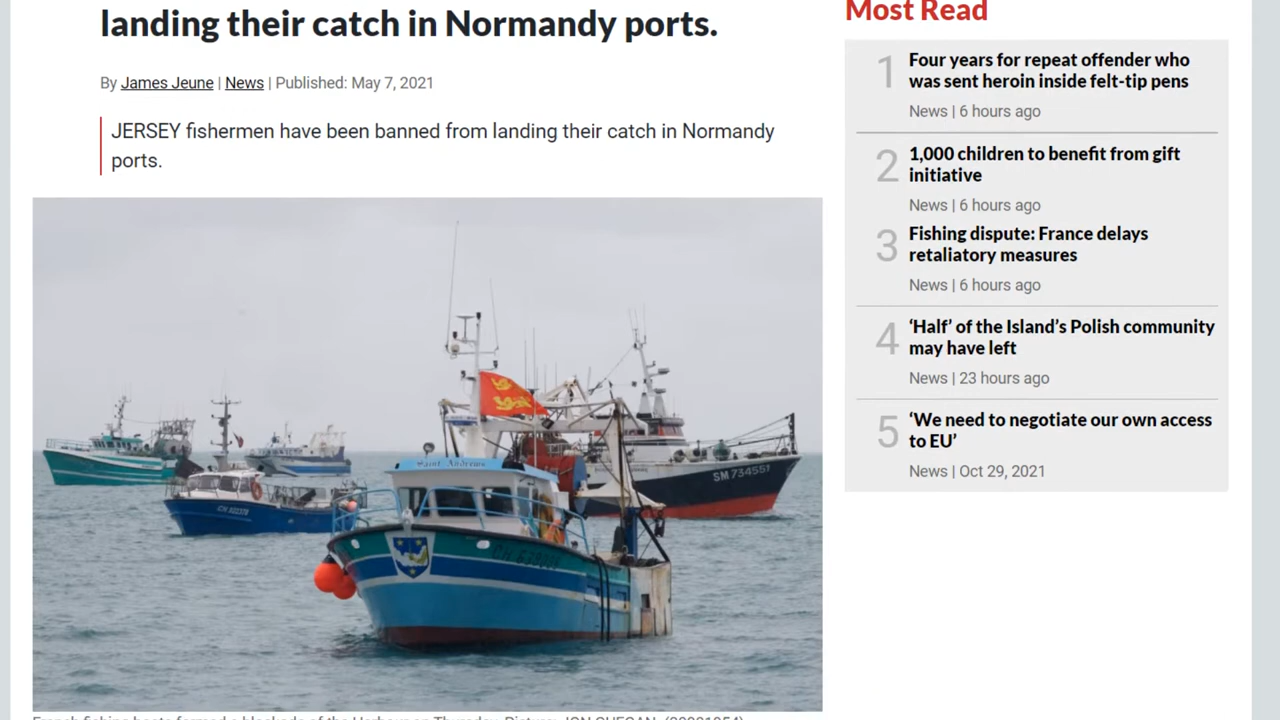 landing their catch in Normandy ports.
By James Jeune | News | Published: May 7, 2021
JERSEY fishermen have been banned from landing their catch in Normandy
ports.
Saint Andrews
SM 734551
Most Read
1 Four years for repeat offender who
was sent heroin inside felt-tip pens
News | 6 hours ago
2 1,000 children to benefit from gift
initiative
News | 6 hours ago
3 Fishing dispute: France delays
retaliatory measures
News | 6 hours ago
4 ‘Half’ of the Island’s Polish community
may have left
News | 23 hours ago
5 ‘We need to negotiate our own access
to EU’
News | Oct 29, 2021